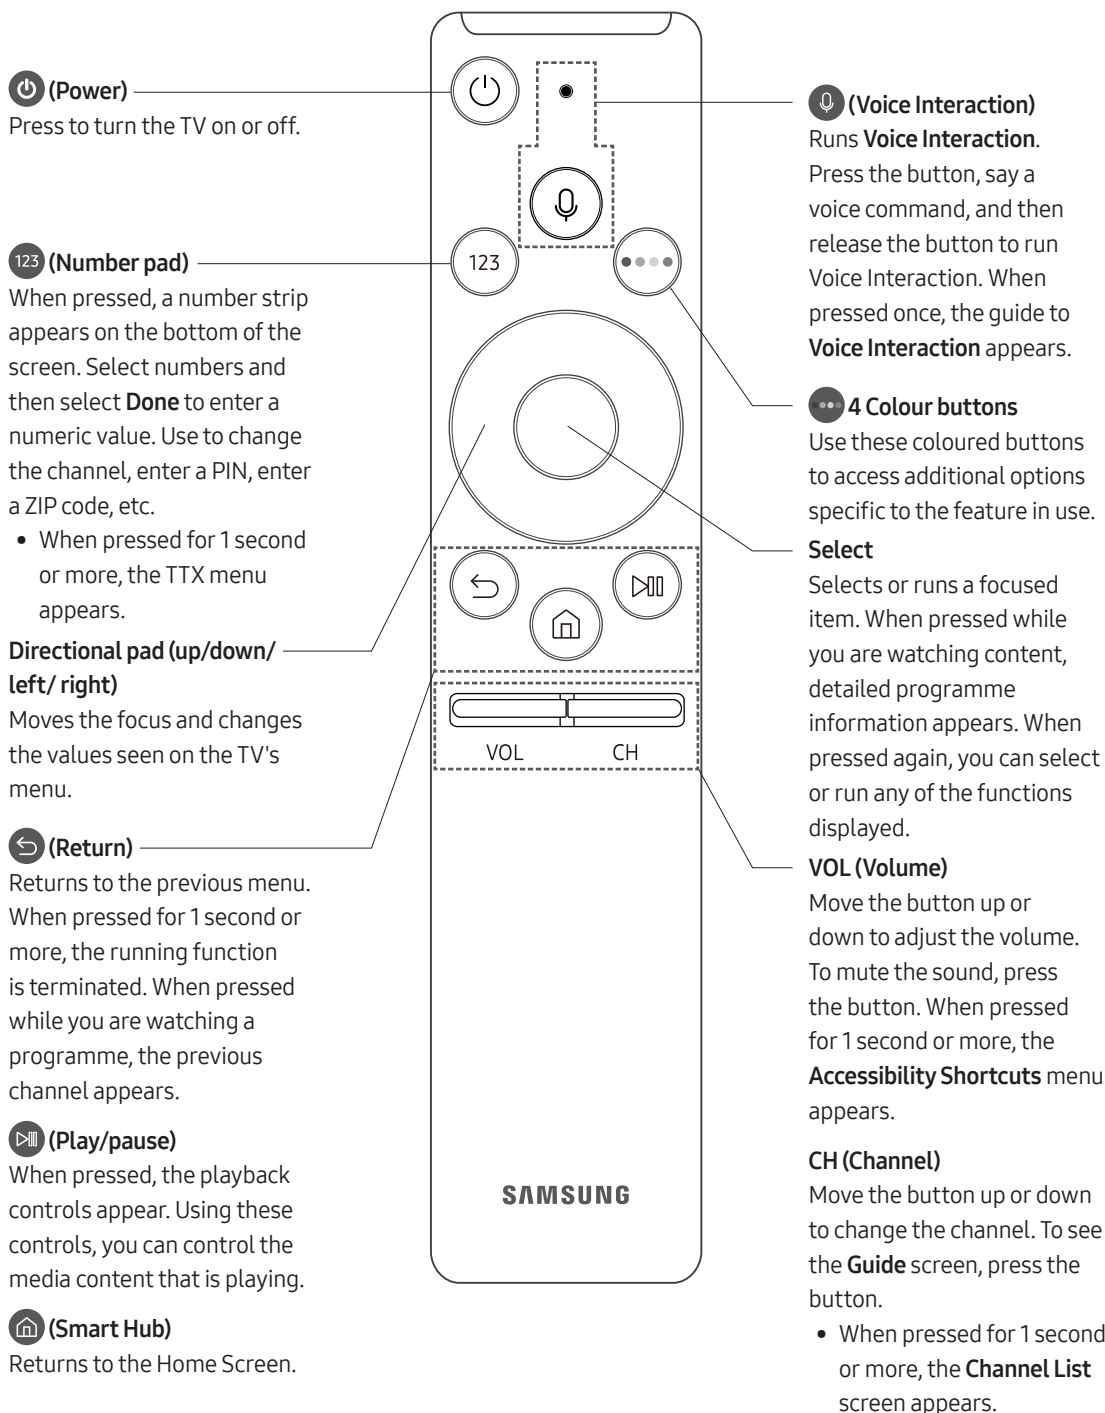 (Power)
Press to turn the TV on or off.
123 (Number pad)
When pressed, a number strip
appears on the bottom of the
screen. Select numbers and
then select Done to enter a
numeric value. Use to change
the channel, enter a PIN, enter
a ZIP code, etc.
• When pressed for 1 second
or more, the TTX menu
appears.
Directional pad (up/down/
left/ right)
Moves the focus and changes
the values seen on the TV's
menu.
(Return)
Returns to the previous menu.
When pressed for 1 second or
more, the running function
is terminated. When pressed
while you are watching a
programme, the previous
channel appears.
(Play/pause)
When pressed, the playback
controls appear. Using these
controls, you can control the
media content that is playing.
(Smart Hub)
Returns to the Home Screen.
123
VOL CH
SAMSUNG
(Voice Interaction)
Runs Voice Interaction.
Press the button, say a
voice command, and then
release the button to run
Voice Interaction. When
pressed once, the guide to
Voice Interaction appears.
4 Colour buttons
Use these coloured buttons
to access additional options
specific to the feature in use.
Select
Selects or runs a focused
item. When pressed while
you are watching content,
detailed programme
information appears. When
pressed again, you can select
or run any of the functions
displayed.
VOL (Volume)
Move the button up or
down to adjust the volume.
To mute the sound, press
the button. When pressed
for 1 second or more, the
Accessibility Shortcuts menu
appears.
CH (Channel)
Move the button up or down
to change the channel. To see
the Guide screen, press the
button.
• When pressed for 1 second
or more, the Channel List
screen appears.